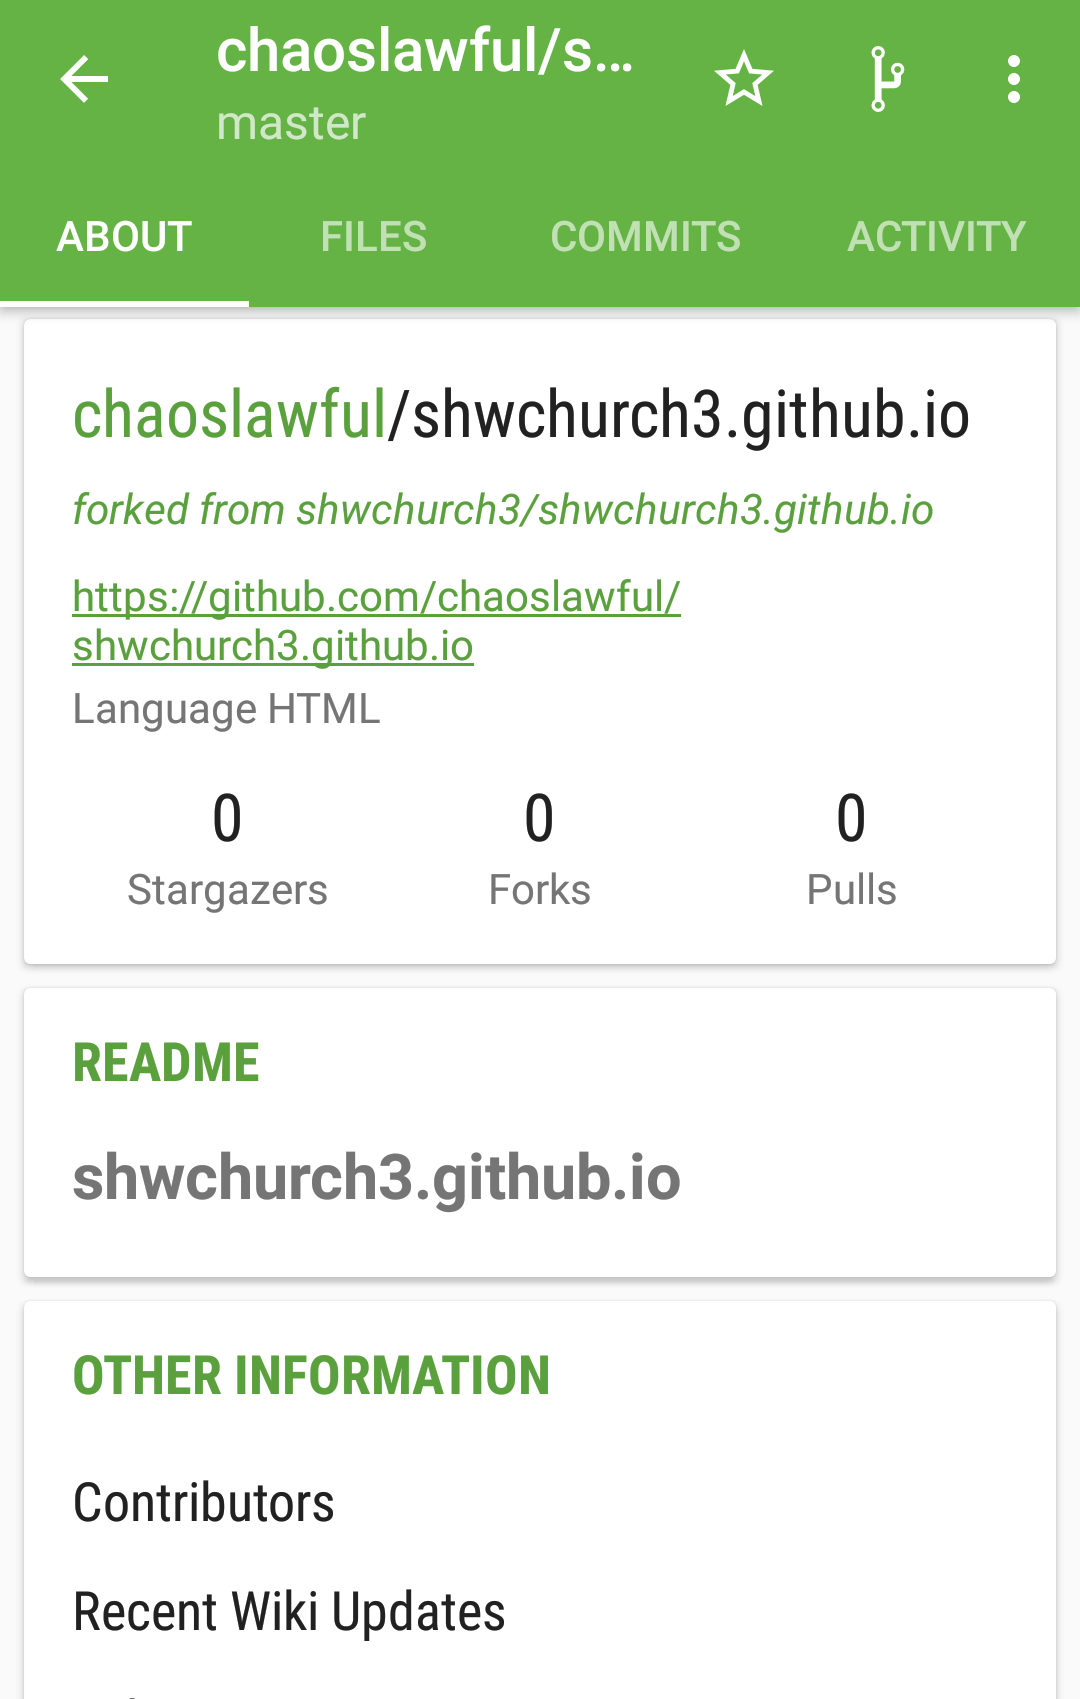 chaoslawful/s...
master
ABOUT
FILES
COMMITS
ACTIVITY
chaoslawful/shwchurch3.github.io
forked from shwchurch3/shwchurch3.github.io
https://github.com/chaoslawful/
shwchurch3.github.io
Language HTML
0
Stargazers
0
Forks
0
Pulls
README
shwchurch3.github.io
OTHER INFORMATION
Contributors
Recent Wiki Updates